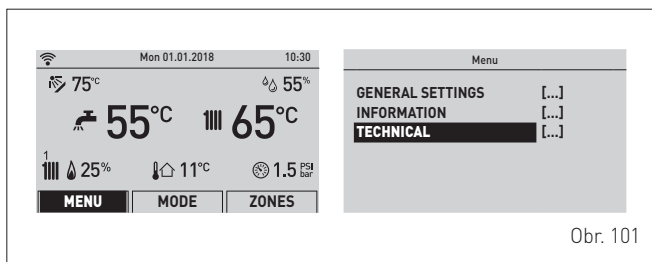 Mon 01.01.2018 10:30
75°C 55%
55°C 65°C
1
25% 11°C 1.5 PSI bar
MENU MODE ZONES
Menu
GENERAL SETTINGS [...]
INFORMATION [...]
TECHNICAL [...]
Obr. 101